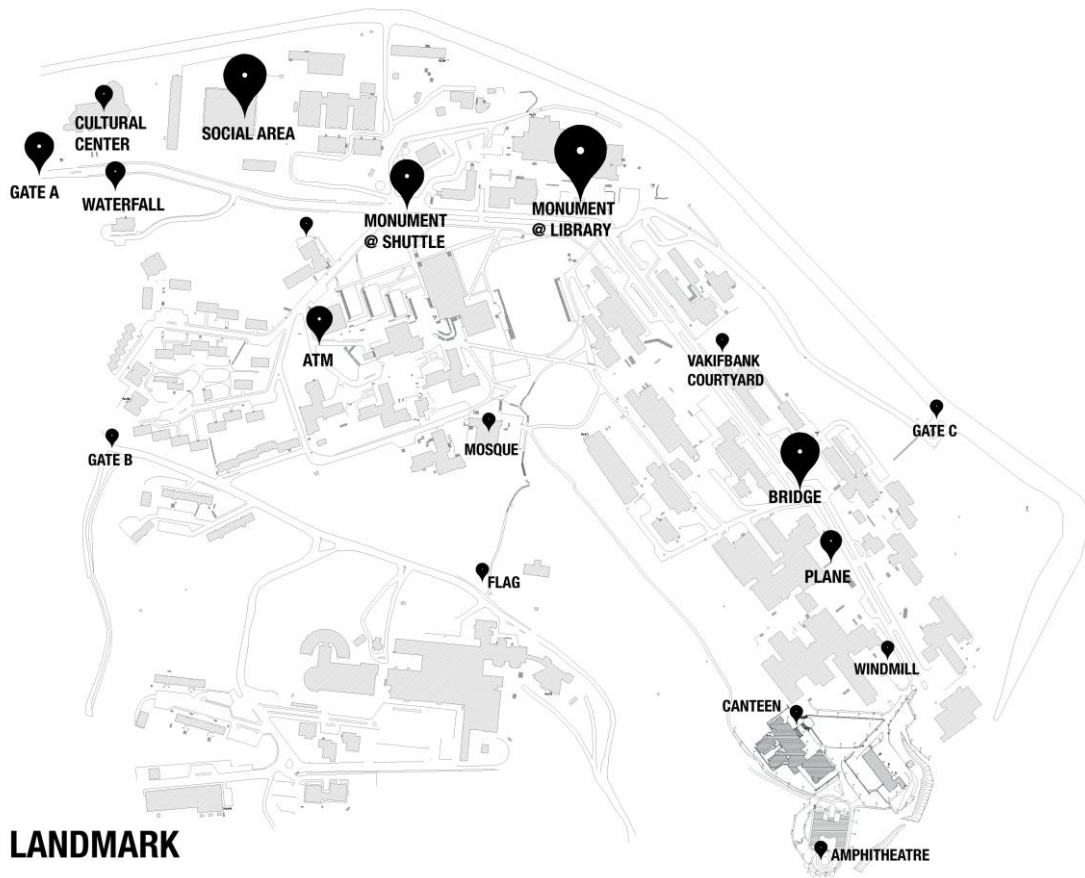 CULTURAL
CENTER
SOCIAL AREA
GATE A
WATERFALL
MONUMENT
@ SHUTTLE
MONUMENT
@ LIBRARY
ATM
VAKIFBANK
COURTYARD
GATE C
MOSQUE
GATE B
BRIDGE
FLAG
PLANE
WINDMILL
CANTEEN
LANDMARK
AMPHITHEATRE